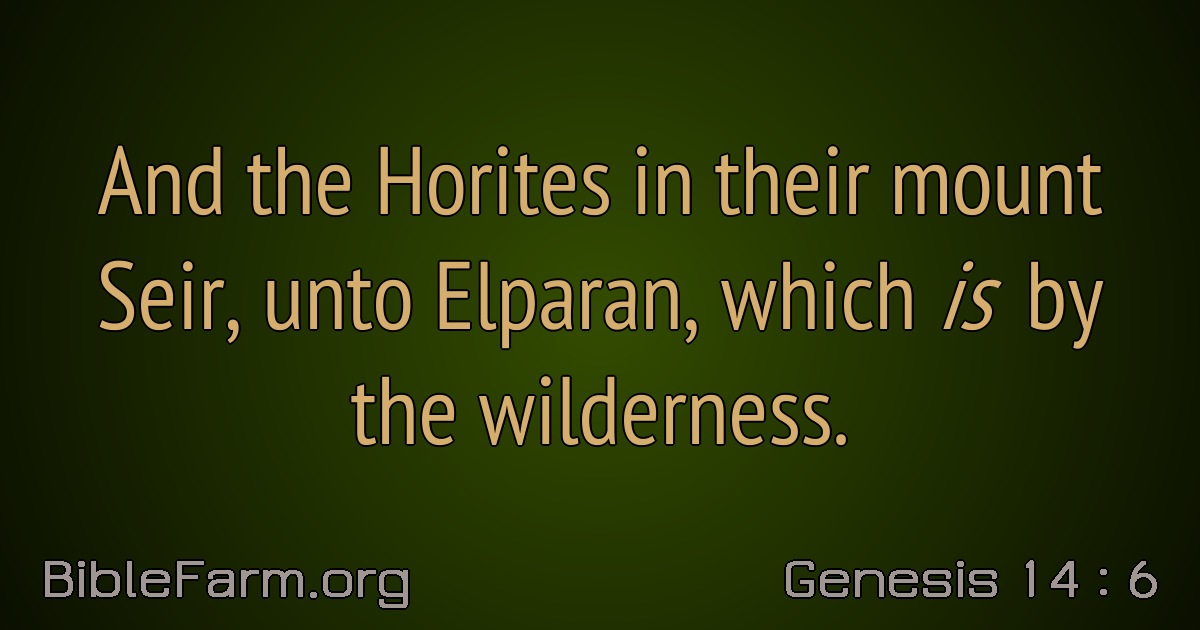 And the Horites in their mount
Seir, unto Elparan, which is by
the wilderness.
BibleFarm.org
Genesis 14 : 6